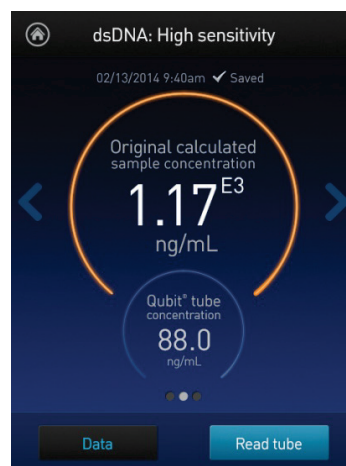 dsDNA: High sensitivity
02/13/2014 9:40am ✓ Saved
Original calculated
sample concentration
1.17E3
ng/mL
Qubit® tube
concentration
88.0
ng/mL
Data Read tube